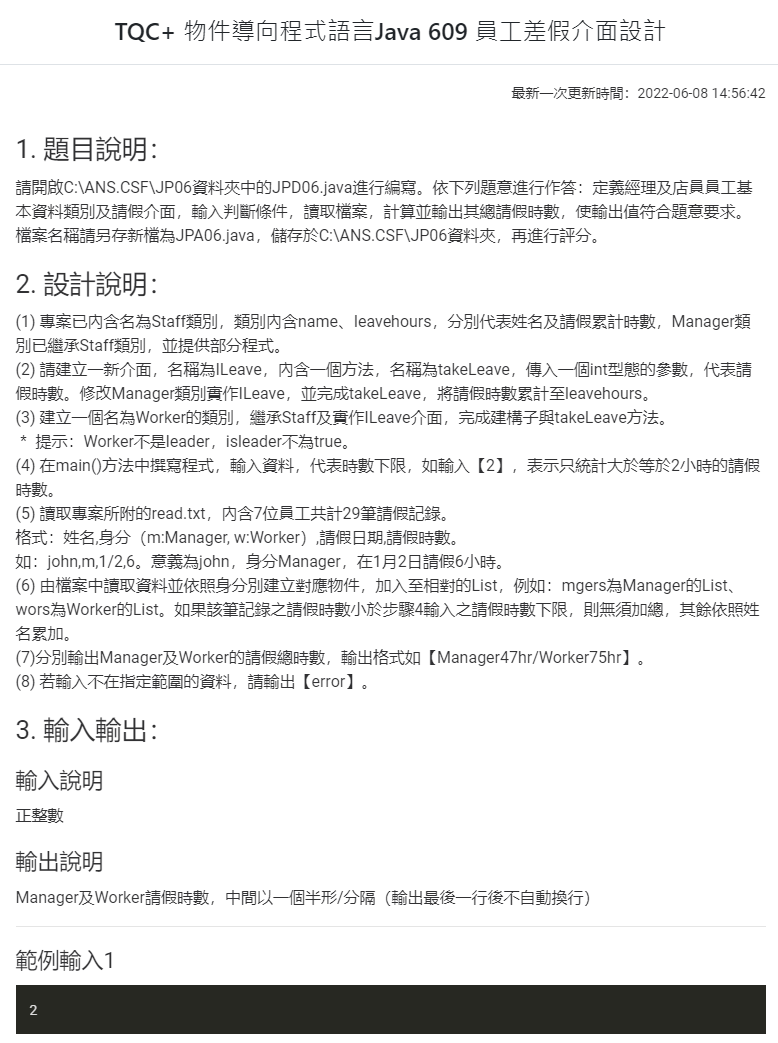 TQC+ 物件導向程式語言Java 609 員工差假介面設計
最新一次更新時間：2022-06-08 14:56:42
1. 題目說明：
請開啟C:\ANS.CSF\JP06資料夾中的JPD06.java進行編寫。依下列題意進行作答：定義經理及店員員工基
本資料類別及請假介面，輸入判斷條件，讀取檔案，計算並輸出其總請假時數，使輸出值符合題意要求。
檔案名稱請另存新檔為JPA06.java，儲存於C:\ANS.CSF\JP06資料夾，再進行評分。
2. 設計說明：
(1) 專案已內含名為Staff類別，類別內含name、leavehours，分別代表姓名及請假累計時數，Manager類
別已繼承Staff類別，並提供部分程式。
(2) 請建立一新介面，名稱為ILeave，內含一個方法，名稱為takeLeave，傳入一個int型態的參數，代表請
假時數。修改Manager類別實作ILeave，並完成takeLeave，將請假時數累計至leavehours。
(3) 建立一個名為Worker的類別，繼承Staff及實作ILeave介面，完成建構子與takeLeave方法。
* 提示：Worker不是leader，isleader不為true。
(4) 在main()方法中撰寫程式，輸入資料，代表時數下限，如輸入【2】，表示只統計大於等於2小時的請假
時數。
(5) 讀取專案所附的read.txt，內含7位員工共計29筆請假記錄。
格式：姓名,身分（m:Manager, w:Worker）,請假日期,請假時數。
如：john,m,1/2,6。意義為john，身分Manager，在1月2日請假6小時。
(6) 由檔案中讀取資料並依照身分別建立對應物件，加入至相對的List，例如：mgers為Manager的List、
wors為Worker的List。如果該筆記錄之請假時數小於步驟4輸入之請假時數下限，則無須加總，其餘依照姓
名累加。
(7)分別輸出Manager及Worker的請假總時數，輸出格式如【Manager47hr/Worker75hr】。
(8) 若輸入不在指定範圍的資料，請輸出【error】。
3. 輸入輸出：
輸入說明
正整數
輸出說明
Manager及Worker請假時數，中間以一個半形/分隔（輸出最後一行後不自動換行）
範例輸入1
2